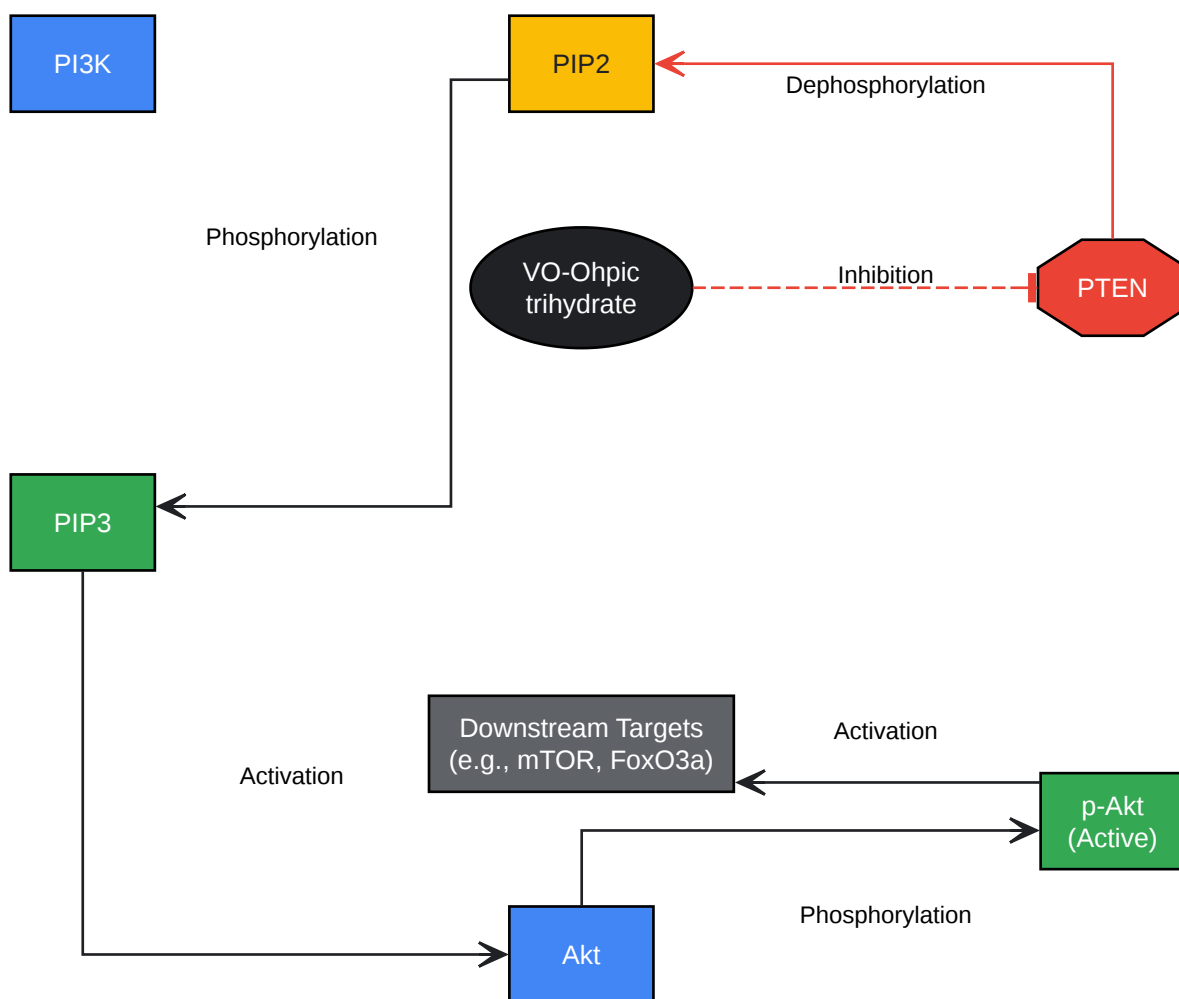 PI3K
PIP2
Dephosphorylation
Phosphorylation
VO-Ohpic
trihydrate
Inhibition
PTEN
PIP3
Downstream Targets
(e.g., mTOR, FoxO3a)
Activation
Activation
p-Akt
(Active)
Phosphorylation
Akt